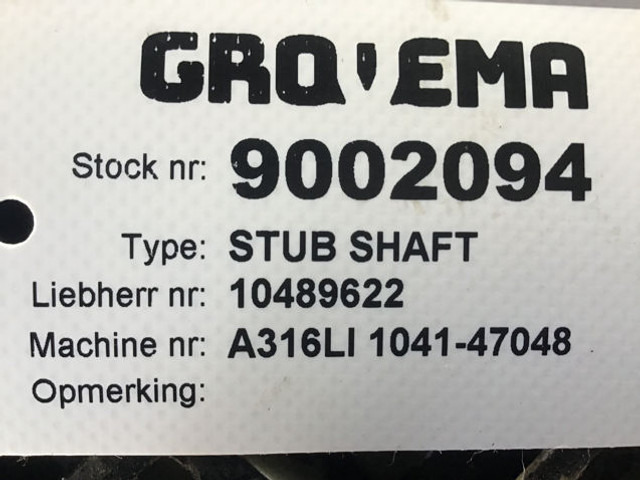 GRO'EMA
Stock nr: 9002094
Type: STUB SHAFT
Liebherr nr: 10489622
Machine nr: A316LI 1041-47048
Opmerking: